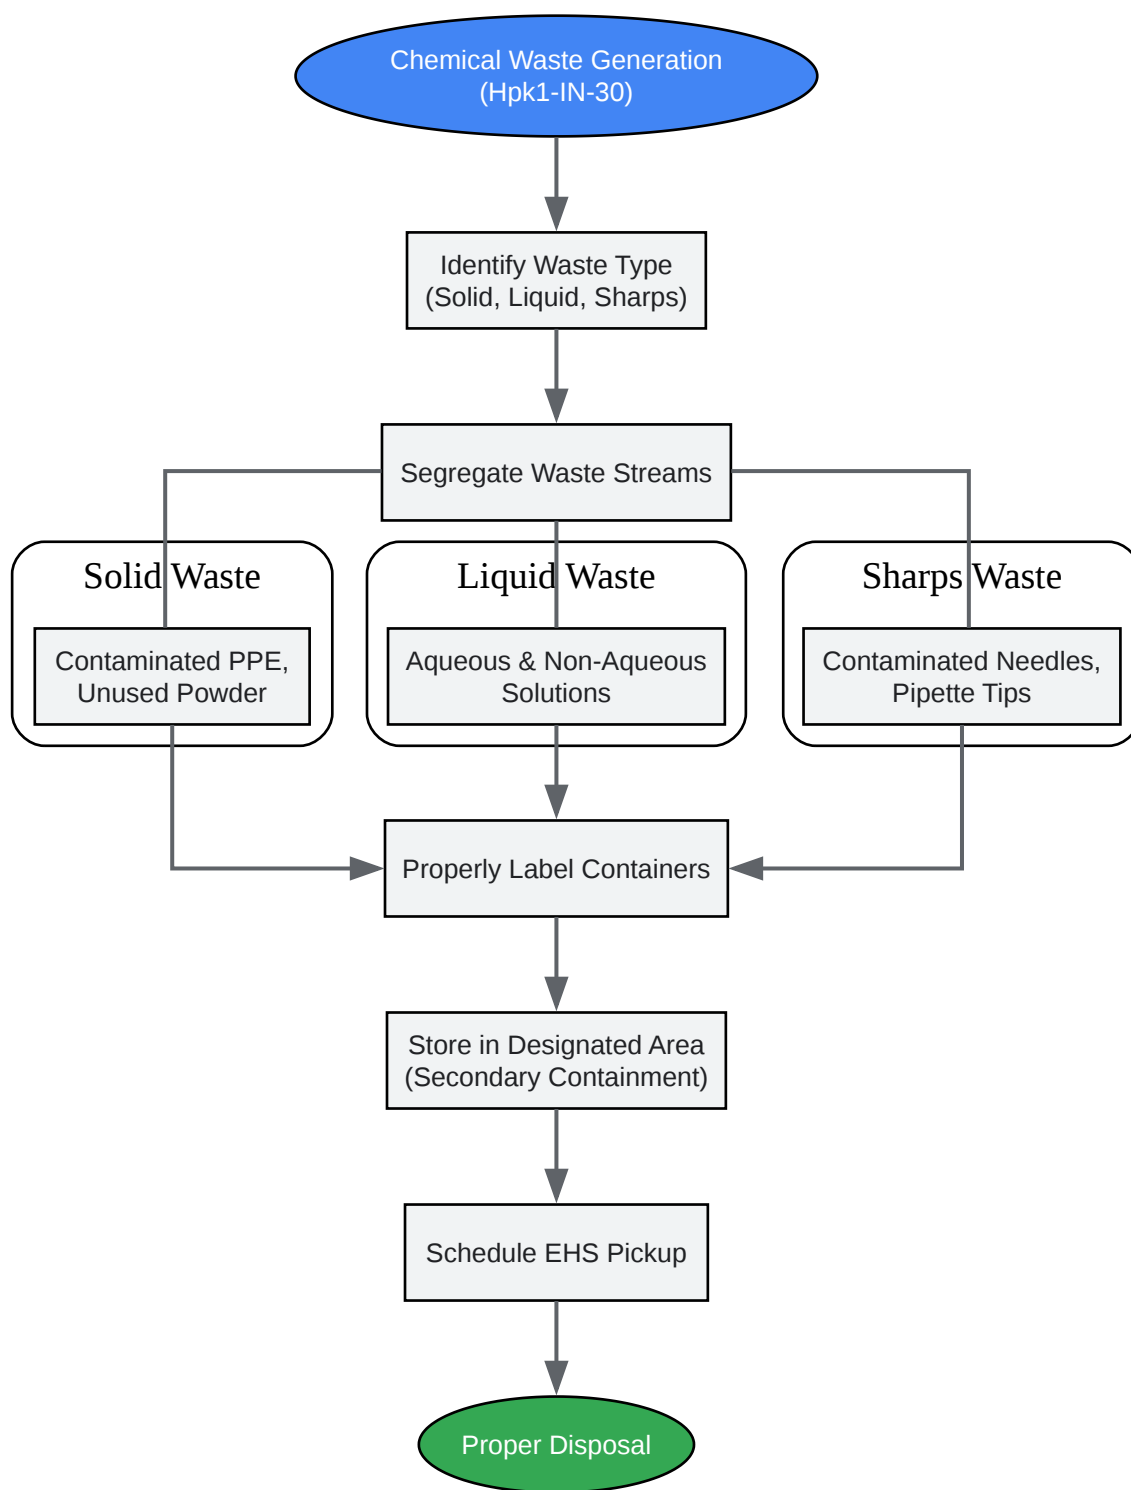 Chemical Waste Generation
(Hpk1-IN-30)
Identify Waste Type
(Solid, Liquid, Sharps)
Segregate Waste Streams
Solid Waste
Contaminated PPE,
Unused Powder
Liquid Waste
Aqueous & Non-Aqueous
Solutions
Sharps Waste
Contaminated Needles,
Pipette Tips
Properly Label Containers
Store in Designated Area
(Secondary Containment)
Schedule EHS Pickup
Proper Disposal